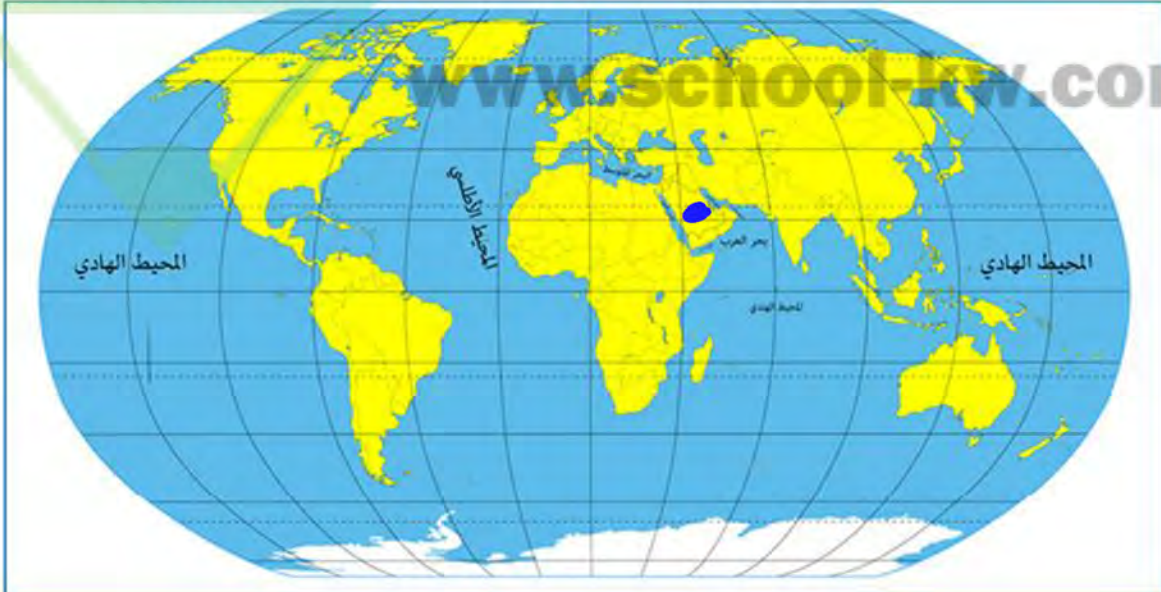 www.school-kw.com
البحر المتوسط
المحيط الأطلسي
بحر العرب
المحيط الهادي
المحيط الهادي
المحيط الهندي